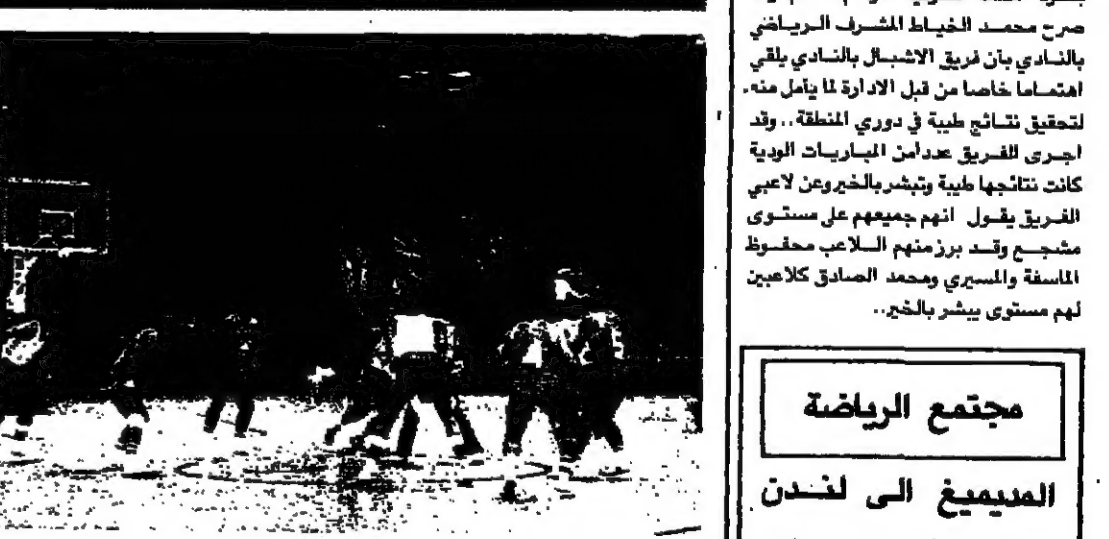 صرح محمد الخياط المشرف الرياضي
بالنادي بأن فريق الاشبال بالنادي يلقي
اهتماما خاصا من قبل الادارة لما يأمل منه
لتحقيق نتائج طيبة في دوري المنطقة.. وقد
اجرى الفريق عددا من المباريات الودية
كانت نتائجها طيبة وتبشر بالخير وعن لاعبي
الفريق يقول انهم جميعهم على مستوى
مشجع وقد برز منهم اللاعب محفوظ
الماسفة والمسيري ومحمد الصادق كلاعبين
لهم مستوى يبشر بالخير..
مجتمع الرياضة
الميميغ الى لندن